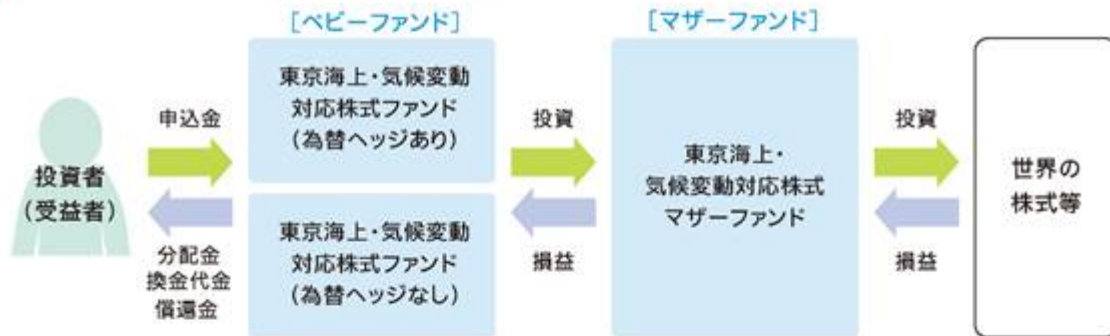 [ベビーファンド]
[マザーファンド]
投資者
(受益者)
申込金
分配金
換金代金
償還金
東京海上・気候変動
対応株式ファンド
(為替ヘッジあり)
東京海上・気候変動
対応株式ファンド
(為替ヘッジなし)
投資
損益
東京海上・
気候変動対応株式
マザーファンド
投資
損益
世界の
株式等